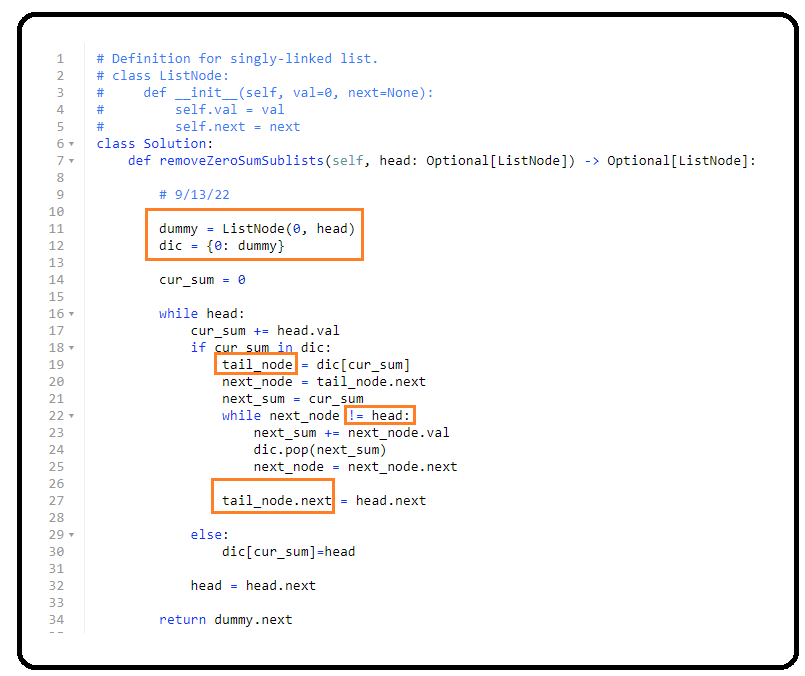 1 # Definition for singly-linked list.
2 # class ListNode:
3 #     def __init__(self, val=0, next=None):
4 #         self.val = val
5 #         self.next = next
6 class Solution:
7     def removeZeroSumSublists(self, head: Optional[ListNode]) -> Optional[ListNode]:
8
9         # 9/13/22
10
11         dummy = ListNode(0, head)
12         dic = {0: dummy}
13
14         cur_sum = 0
15
16         while head:
17             cur_sum += head.val
18             if cur_sum in dic:
19                 tail_node = dic[cur_sum]
20                 next_node = tail_node.next
21                 next_sum = cur_sum
22                 while next_node != head:
23                     next_sum += next_node.val
24                     dic.pop(next_sum)
25                     next_node = next_node.next
26
27                 tail_node.next = head.next
28
29             else:
30                 dic[cur_sum]=head
31
32             head = head.next
33
34         return dummy.next